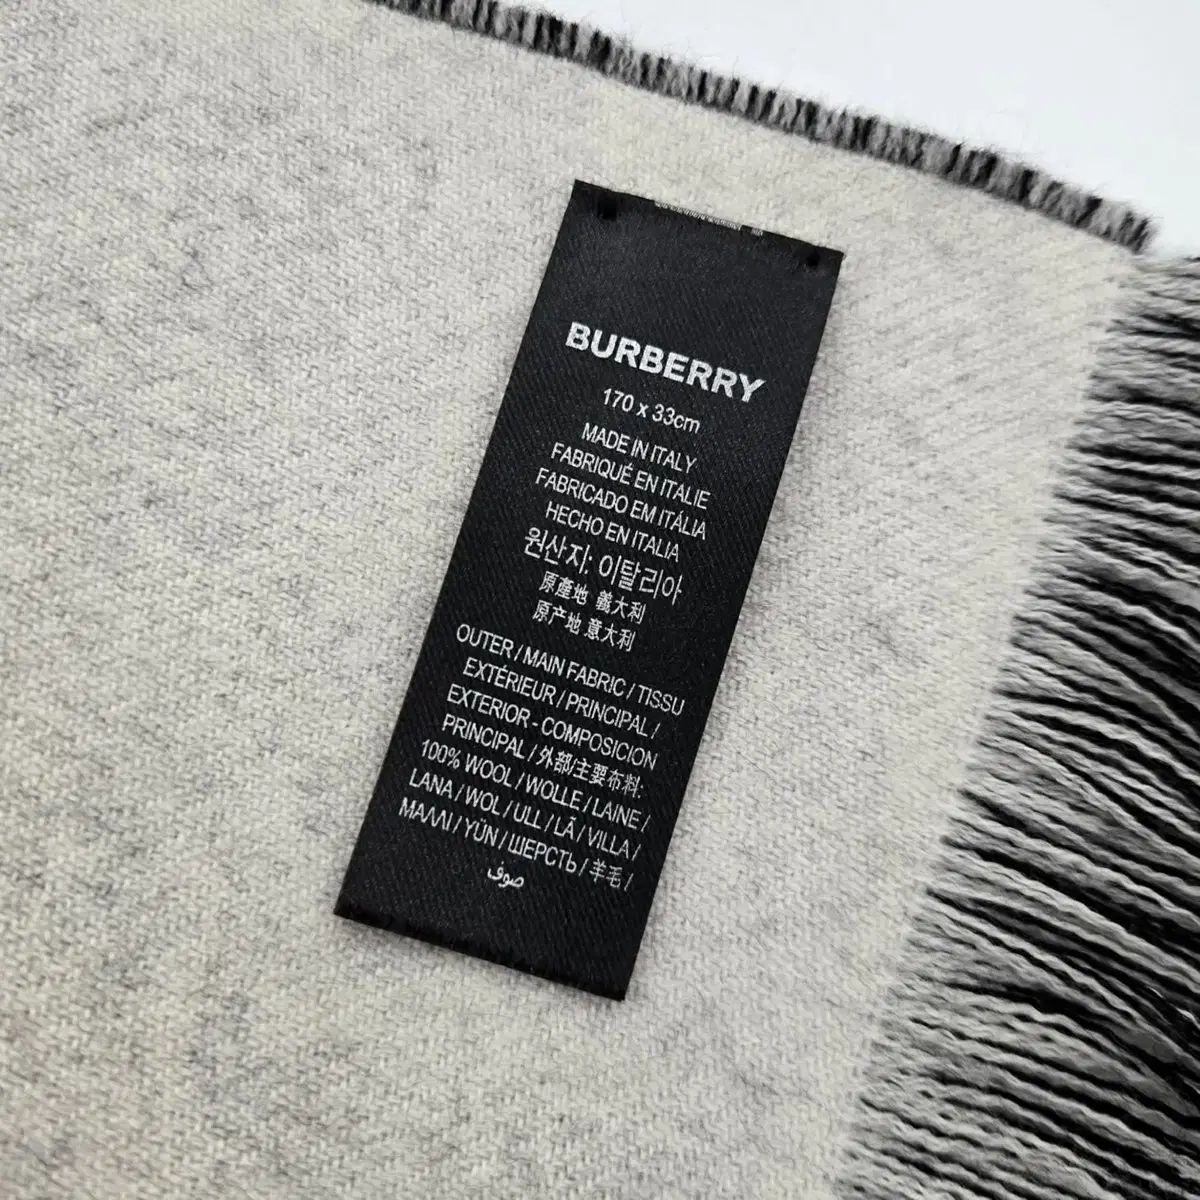 BURBERRY
170 x 33cm
MADE IN ITALY
FABRIQUÉ EN ITALIE
FABRICADO EM ITÁLIA
HECHO EN ITALIA
원산지: 이탈리아
原產地 義大利
原产地 意大利
OUTER / MAIN FABRIC / TISSU
EXTÉRIEUR / PRINCIPAL /
EXTERIOR - COMPOSICION
PRINCIPAL / 外部/主要布料:
100% WOOL / WOLLE / LAINE /
LANA / WOL / ULL / LÃ / VILLA /
ΜΑΛΛΙ / YÜN / ШЕРСТЬ / 羊毛 /
صوف